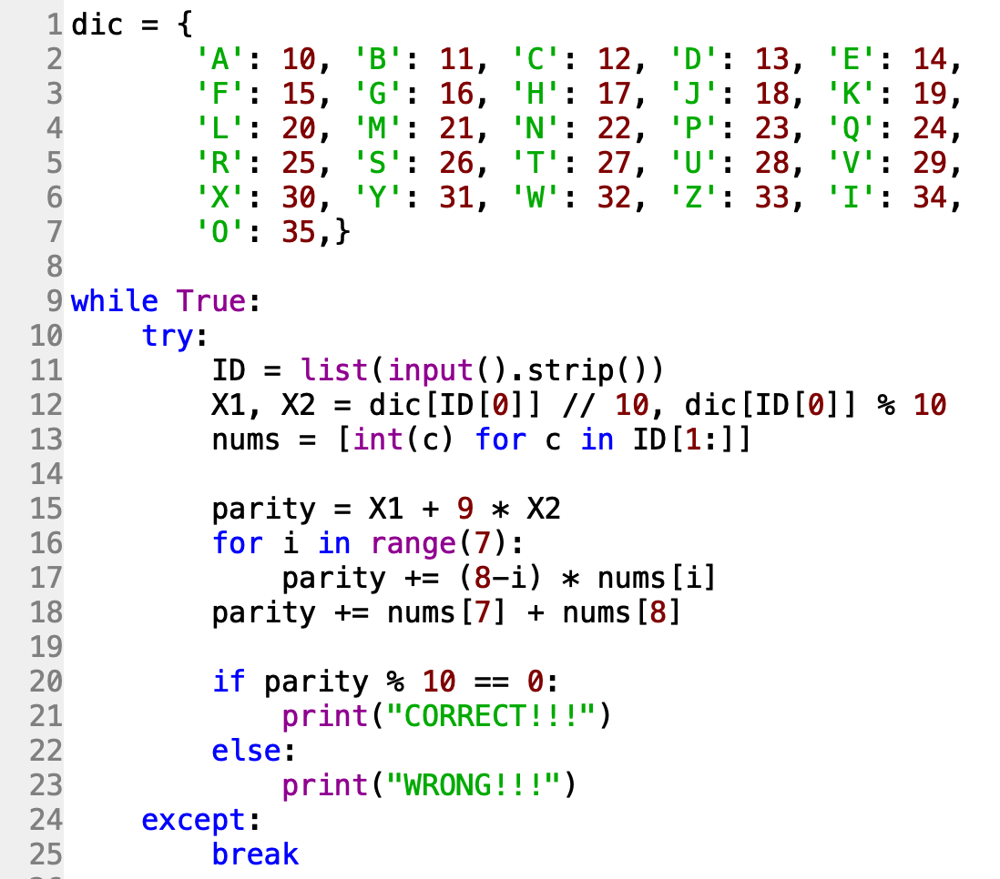 1 dic = {
2         'A': 10, 'B': 11, 'C': 12, 'D': 13, 'E': 14,
3         'F': 15, 'G': 16, 'H': 17, 'J': 18, 'K': 19,
4         'L': 20, 'M': 21, 'N': 22, 'P': 23, 'Q': 24,
5         'R': 25, 'S': 26, 'T': 27, 'U': 28, 'V': 29,
6         'X': 30, 'Y': 31, 'W': 32, 'Z': 33, 'I': 34,
7         'O': 35,}
8
9 while True:
10     try:
11         ID = list(input().strip())
12         X1, X2 = dic[ID[0]] // 10, dic[ID[0]] % 10
13         nums = [int(c) for c in ID[1:]]
14
15         parity = X1 + 9 * X2
16         for i in range(7):
17             parity += (8-i) * nums[i]
18         parity += nums[7] + nums[8]
19
20         if parity % 10 == 0:
21             print("CORRECT!!!")
22         else:
23             print("WRONG!!!")
24     except:
25         break